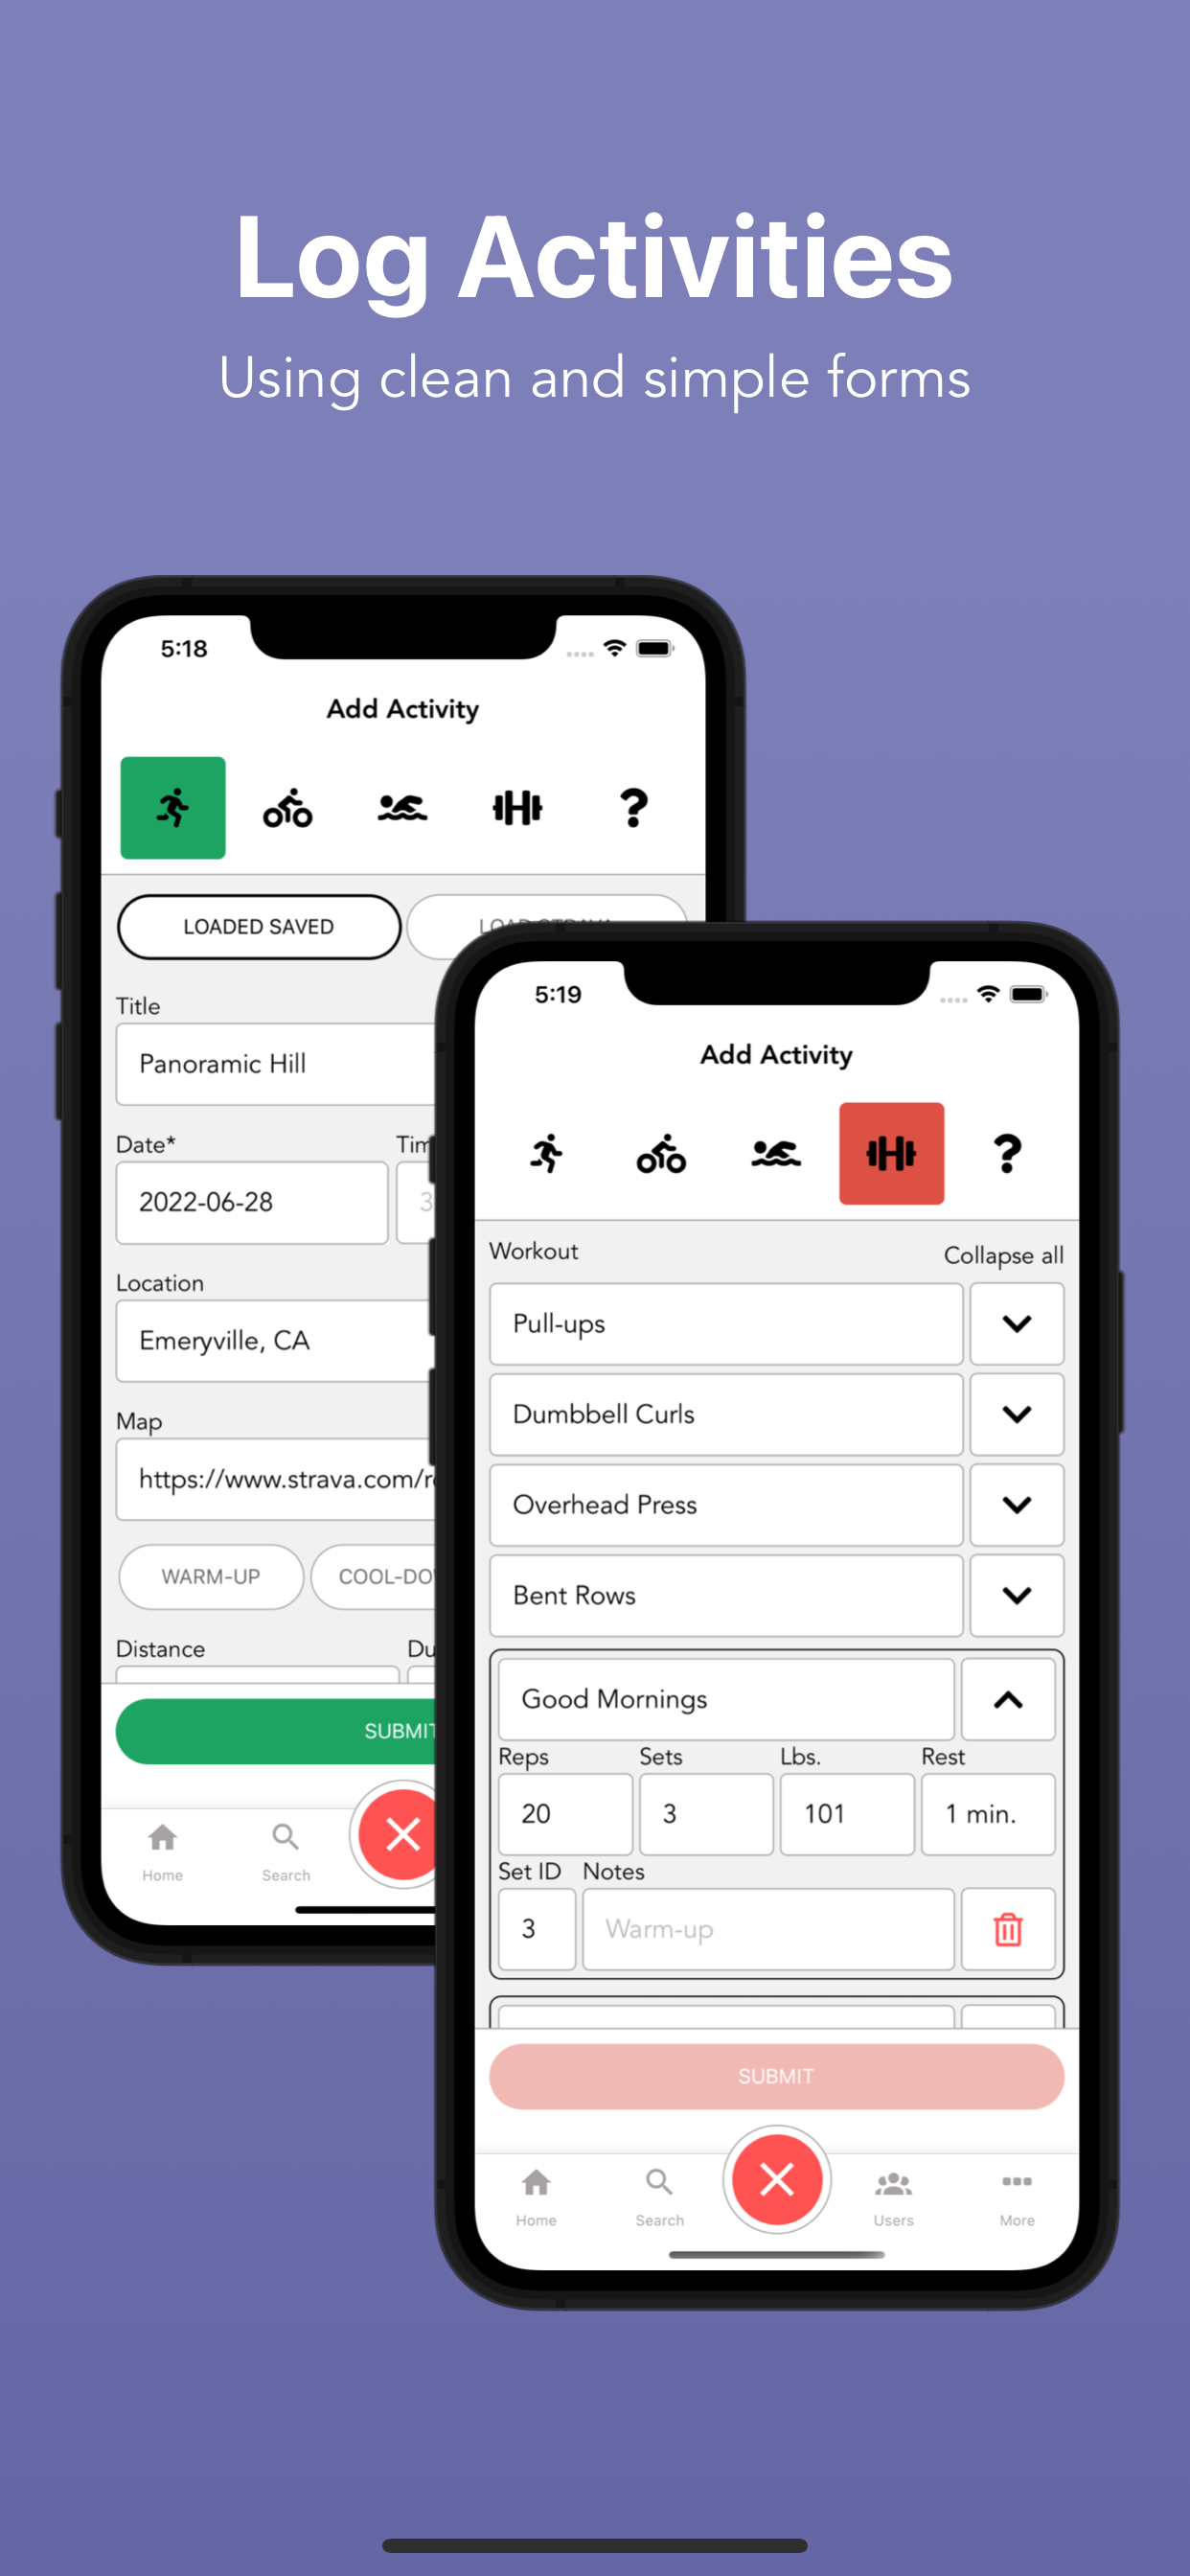 Log Activities
Using clean and simple forms
5:18
Add Activity
?
LOADED SAVED
Title
Panoramic Hill
Date*
2022-06-28
3
Location
Emeryville, CA
Map
https://www.strava.com/r
WARM-UP
COOL-DO
Distance
Du
SUBMIT
Home
Search
5:19
Add Activity
?
Workout
Collapse all
Pull-ups
Dumbbell Curls
Overhead Press
Bent Rows
Good Mornings
Reps Sets Lbs. Rest
20 3 101 1 min.
Set ID Notes
3 Warm-up
SUBMIT
Home Search Users More